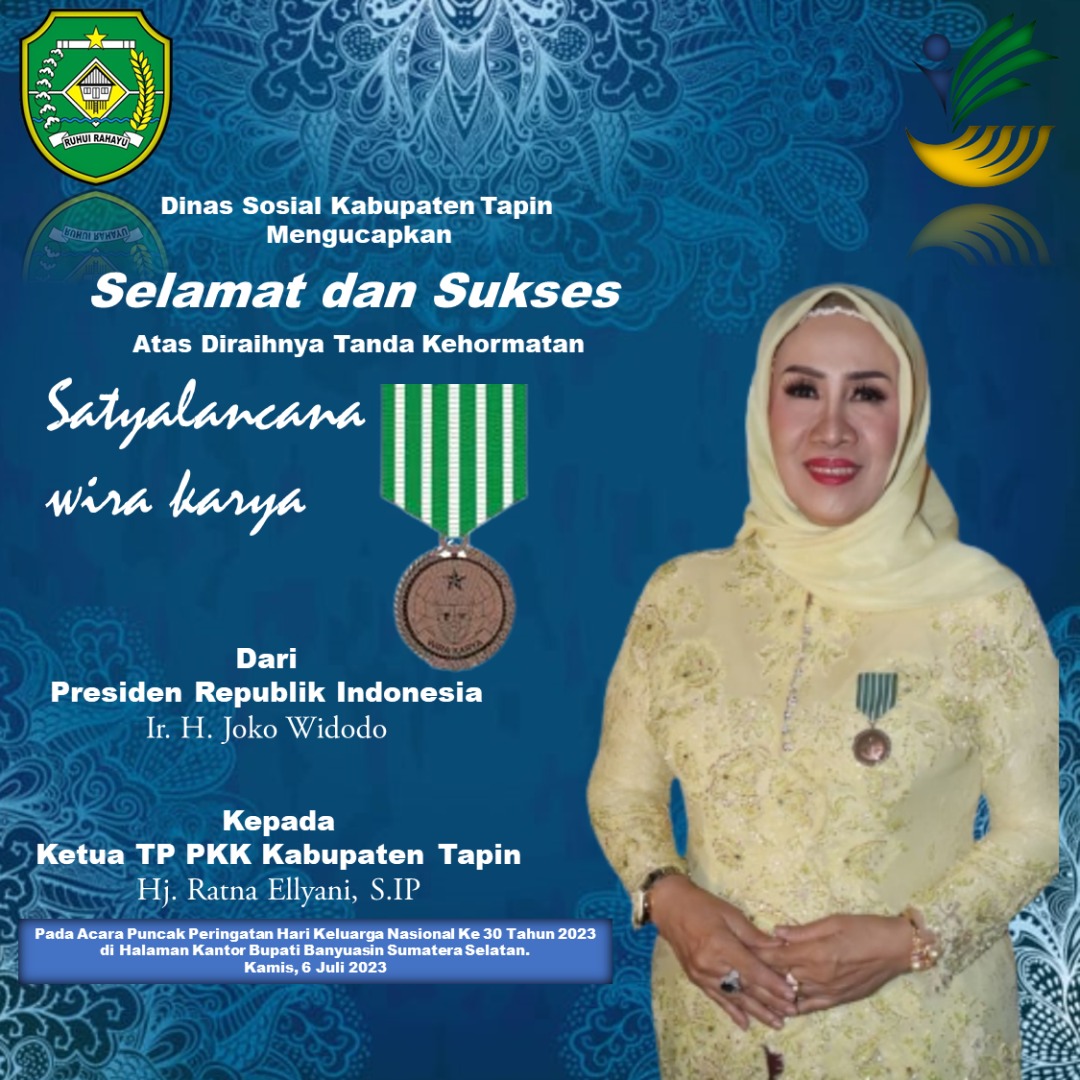 RUHUI RAHAYU
Dinas Sosial Kabupaten Tapin
Mengucapkan
Selamat dan Sukses
Atas Diraihnya Tanda Kehormatan
Satyalancana
wira karya
WIRA KARYA
Dari
Presiden Republik Indonesia
Ir. H. Joko Widodo
Kepada
Ketua TP PKK Kabupaten Tapin
Hj. Ratna Ellyani, S.IP
Pada Acara Puncak Peringatan Hari Keluarga Nasional Ke 30 Tahun 2023
di Halaman Kantor Bupati Banyuasin Sumatera Selatan.
Kamis, 6 Juli 2023